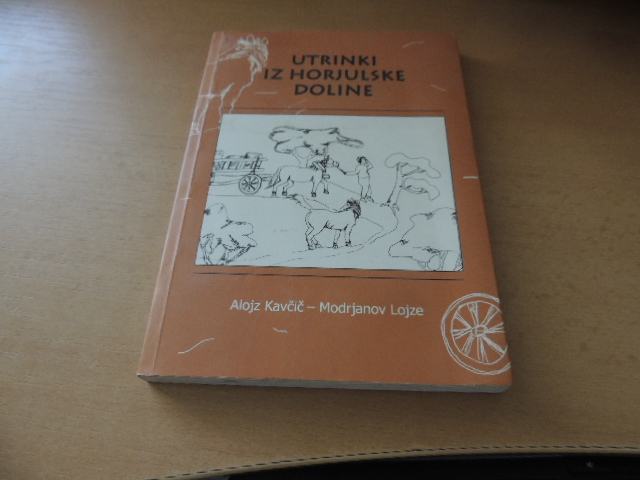 UTRINKI
IZ HORJULSKE
DOLINE
Alojz Kavčič – Modrjanov Lojze